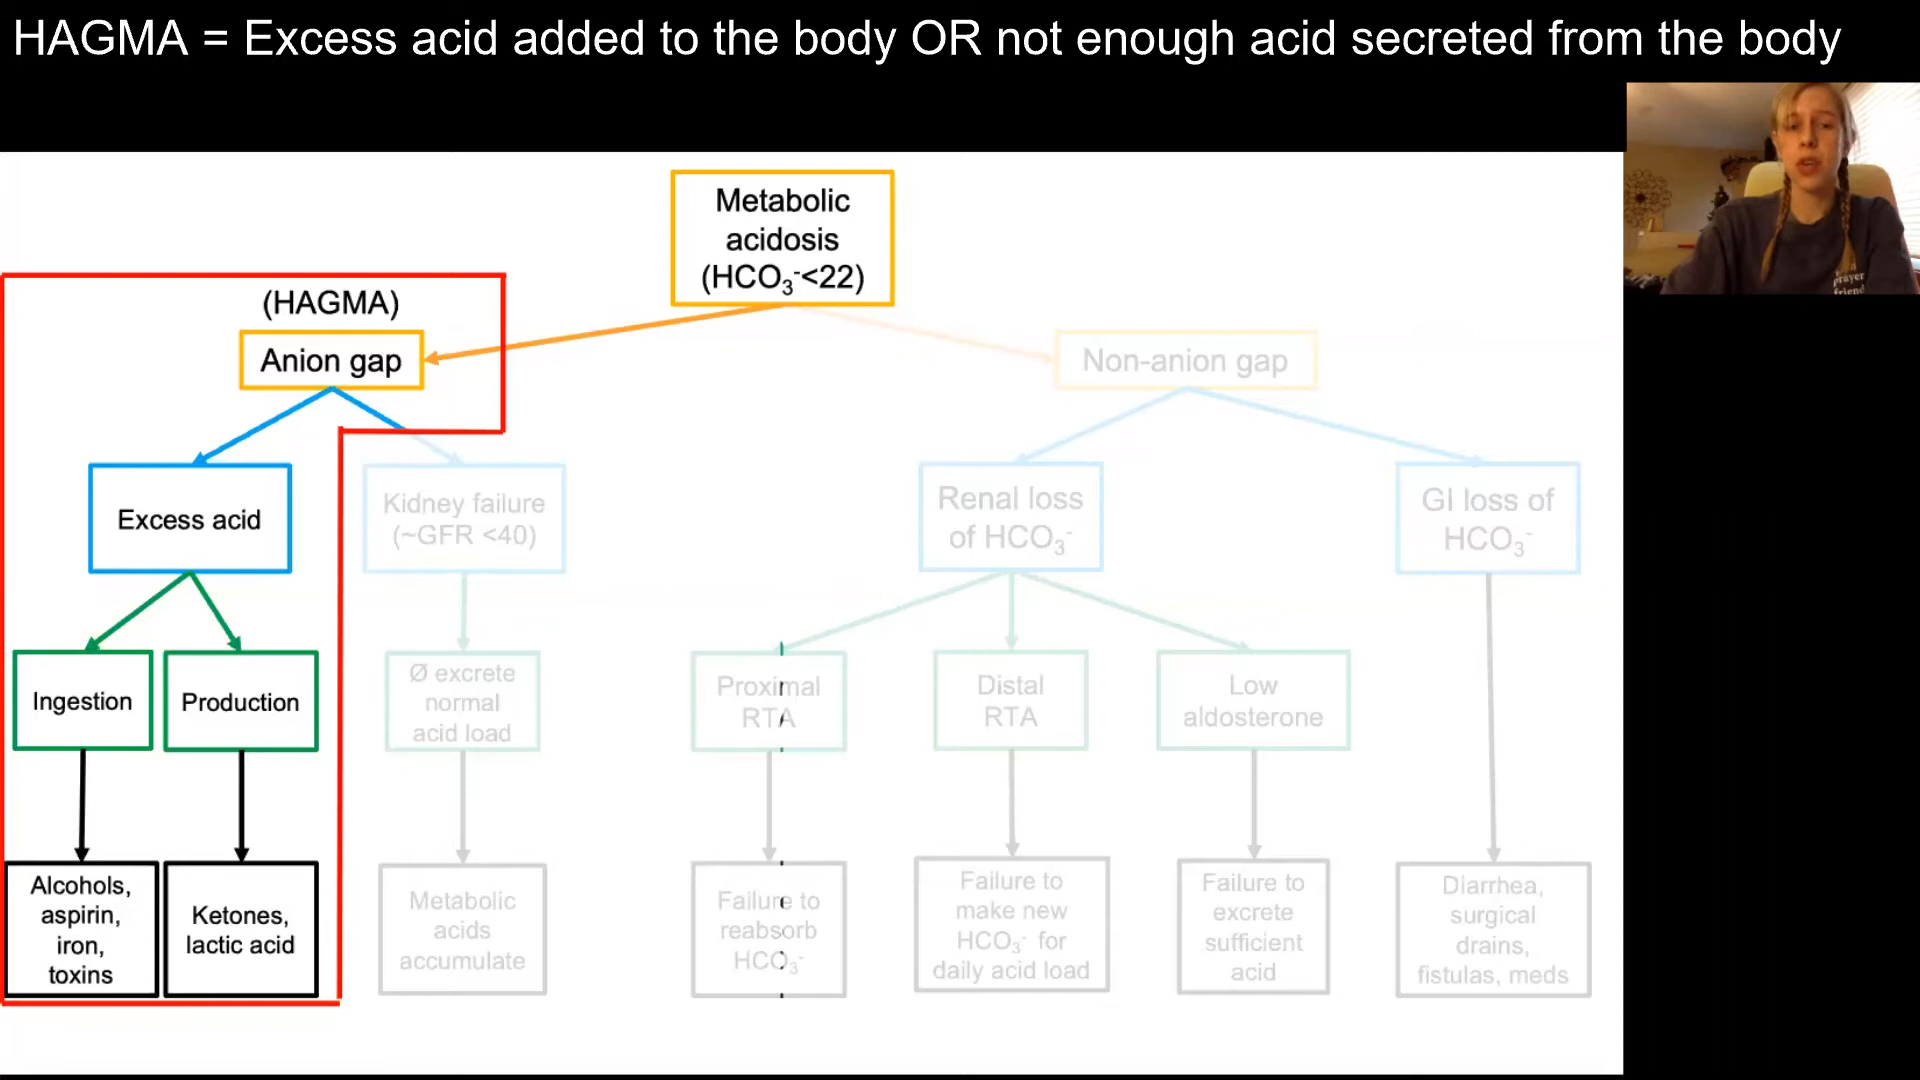 HAGMA = Excess acid added to the body OR not enough acid secreted from the body
Metabolic
acidosis
(HCO₃⁻<22)
(HAGMA)
Anion gap
Non-anion gap
Excess acid
Kidney failure
(~GFR <40)
Renal loss
of HCO₃⁻
GI loss of
HCO₃⁻
Ingestion
Production
Ø excrete
normal
acid load
Proximal
RTA
Distal
RTA
Low
aldosterone
Alcohols,
aspirin,
iron,
toxins
Ketones,
lactic acid
Metabolic
acids
accumulate
Failure to
reabsorb
HCO₃⁻
Failure to
make new
HCO₃⁻ for
daily acid load
Failure to
excrete
sufficient
acid
Diarrhea,
surgical
drains,
fistulas, meds
prayer
friend